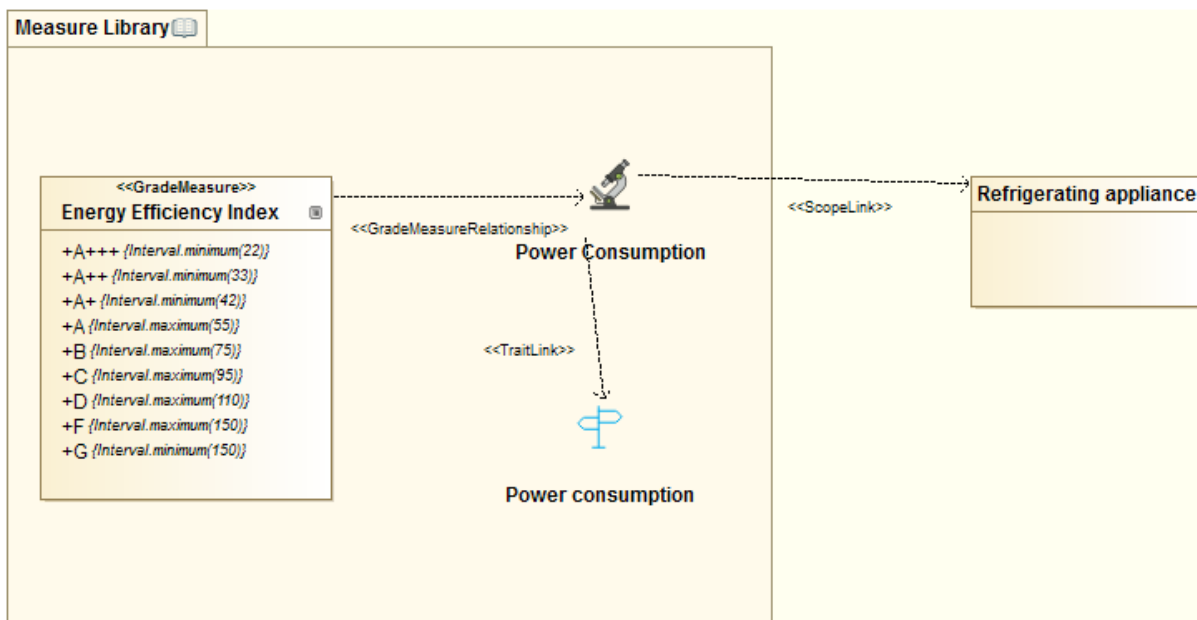 Measure Library
<<GradeMeasure>>
Energy Efficiency Index
+A+++ {Interval.minimum(22)}
+A++ {Interval.minimum(33)}
+A+ {Interval.minimum(42)}
+A {Interval.maximum(55)}
+B {Interval.maximum(75)}
+C {Interval.maximum(95)}
+D {Interval.maximum(110)}
+F {Interval.maximum(150)}
+G {Interval.minimum(150)}
<<GradeMeasureRelationship>>
Power Consumption
<<ScopeLink>>
Refrigerating appliance
<<TraitLink>>
Power consumption